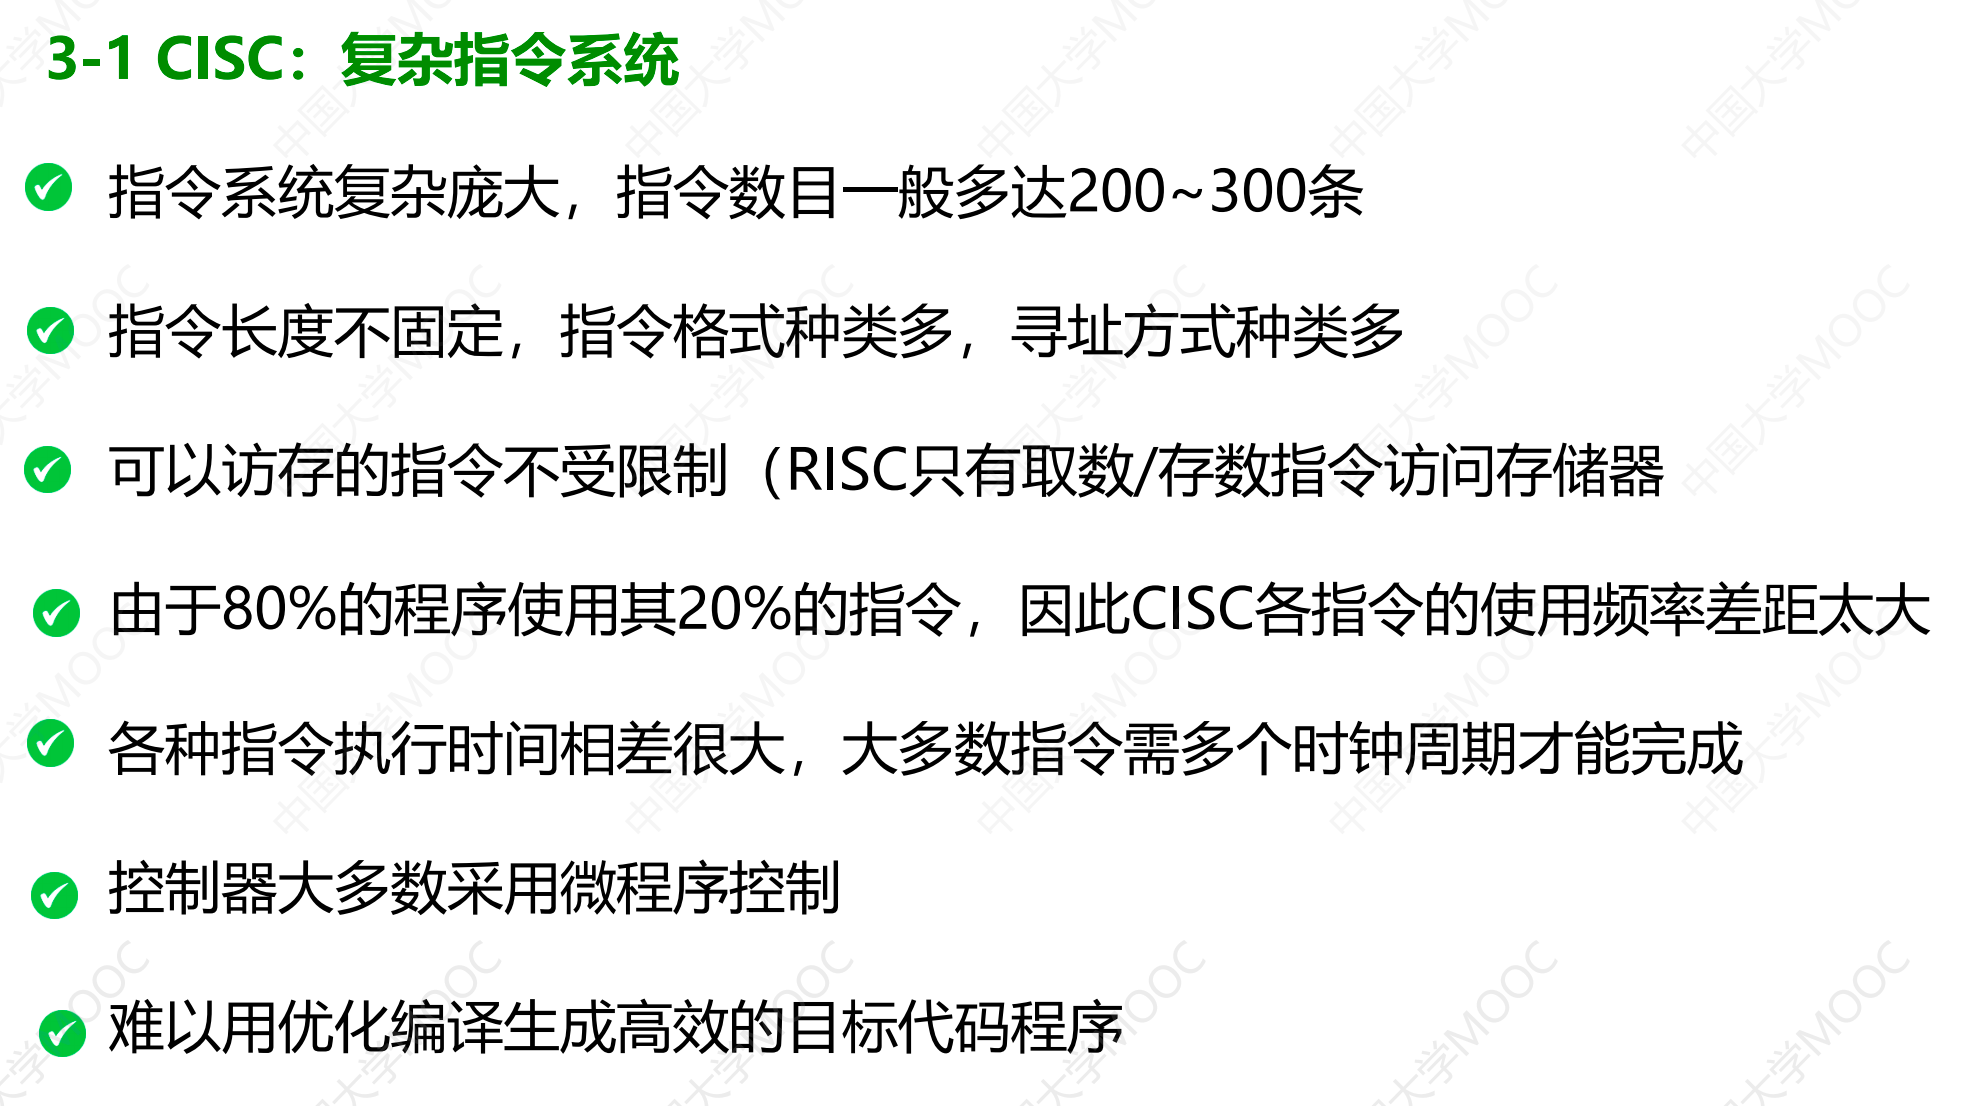 3-1 CISC：复杂指令系统
指令系统复杂庞大，指令数目一般多达200~300条
指令长度不固定，指令格式种类多，寻址方式种类多
可以访存的指令不受限制（RISC只有取数/存数指令访问存储器
由于80%的程序使用其20%的指令，因此CISC各指令的使用频率差距太大
各种指令执行时间相差很大，大多数指令需多个时钟周期才能完成
控制器大多数采用微程序控制
难以用优化编译生成高效的目标代码程序
中国大学MOOC